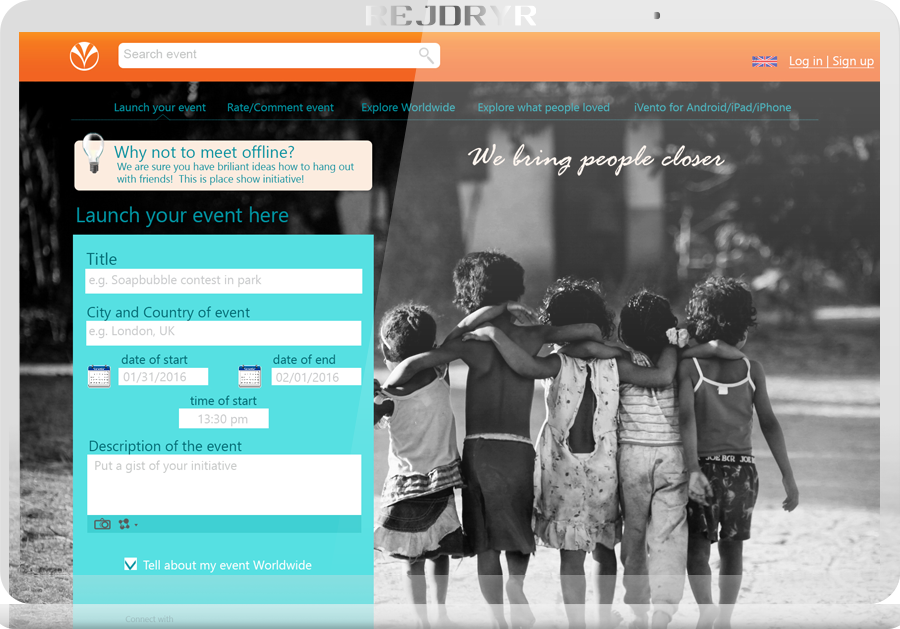 REJDRYR
Search event
Log in | Sign up
Launch your event
Rate/Comment event
Explore Worldwide
Explore what people loved
iVento for Android/iPad/iPhone
Why not to meet offline?
We are sure you have briliant ideas how to hang out
with friends! This is place show initiative!
We bring people closer
Launch your event here
Title
e.g. Soapbubble contest in park
City and Country of event
e.g. London, UK
date of start
date of end
01/31/2016
02/01/2016
time of start
13:30 pm
Description of the event
Put a gist of your initiative
JOE BOR JOE B
Tell about my event Worldwide
Connect with